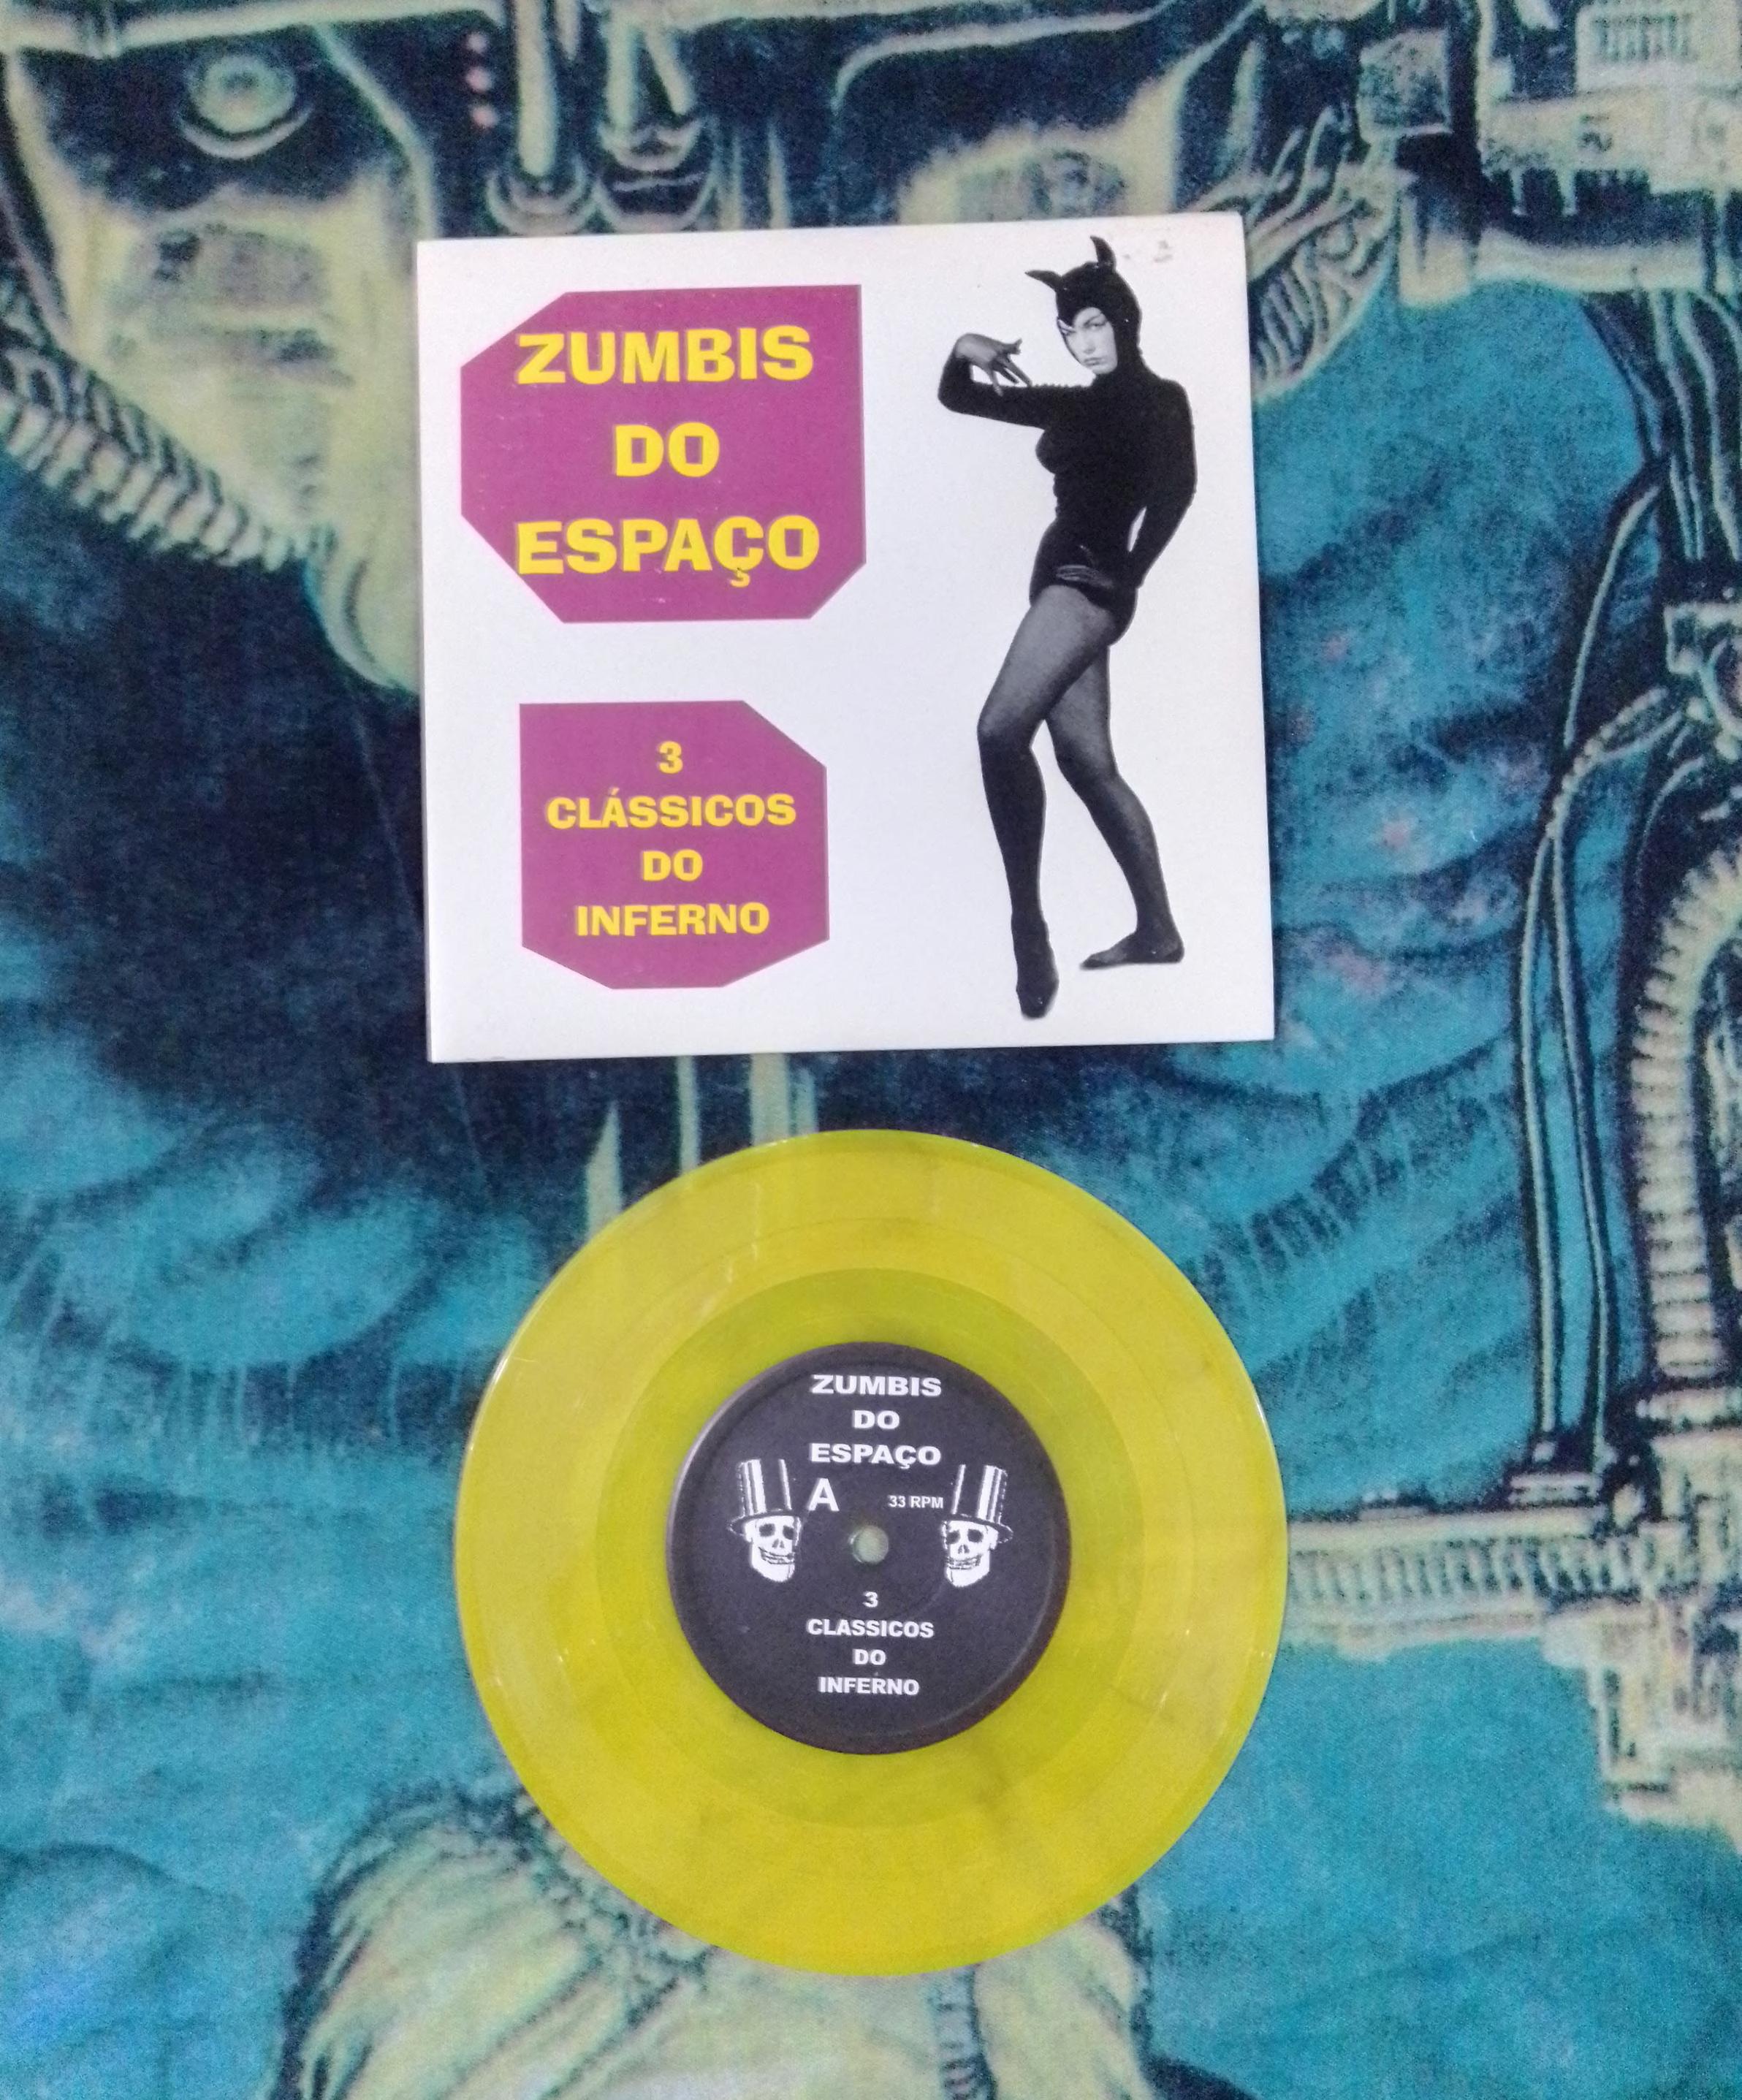 ZUMBIS
DO
ESPAÇO
3
CLÁSSICOS
DO
INFERNO
ZUMBIS
DO
ESPAÇO
A 33 RPM
3
CLASSICOS
DO
INFERNO